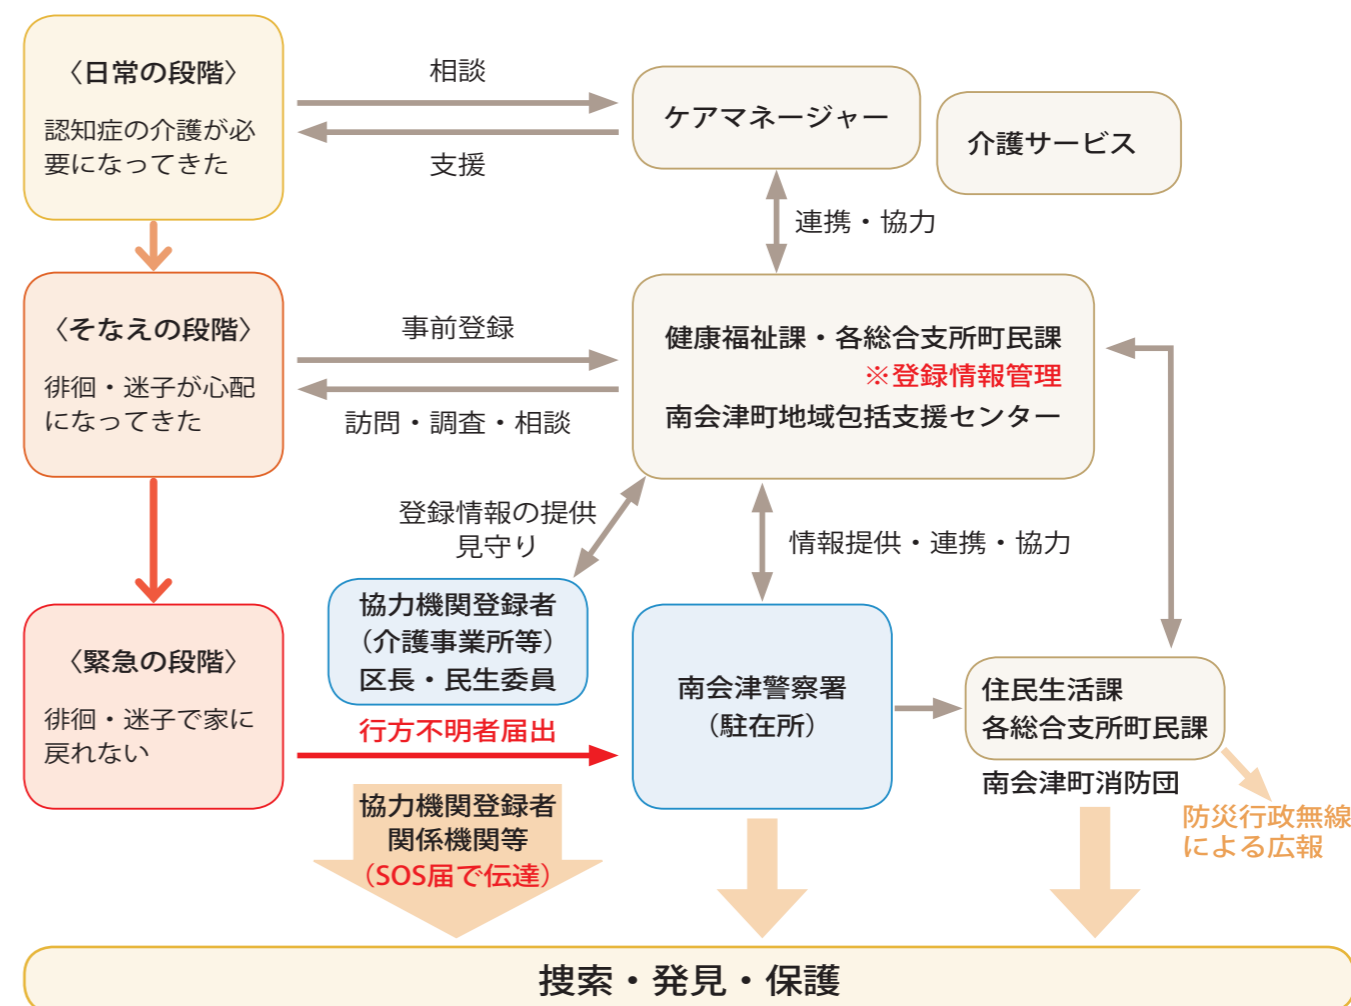 〈日常の段階〉
認知症の介護が必
要になってきた
相談
支援
ケアマネージャー
介護サービス
連携・協力
〈そなえの段階〉
徘徊・迷子が心配
になってきた
事前登録
訪問・調査・相談
健康福祉課・各総合支所町民課
※登録情報管理
南会津町地域包括支援センター
登録情報の提供
見守り
情報提供・連携・協力
協力機関登録者
（介護事業所等）
区長・民生委員
〈緊急の段階〉
徘徊・迷子で家に
戻れない
行方不明者届出
南会津警察署
（駐在所）
住民生活課
各総合支所町民課
南会津町消防団
防災行政無線
による広報
協力機関登録者
関係機関等
（SOS届で伝達）
捜索・発見・保護